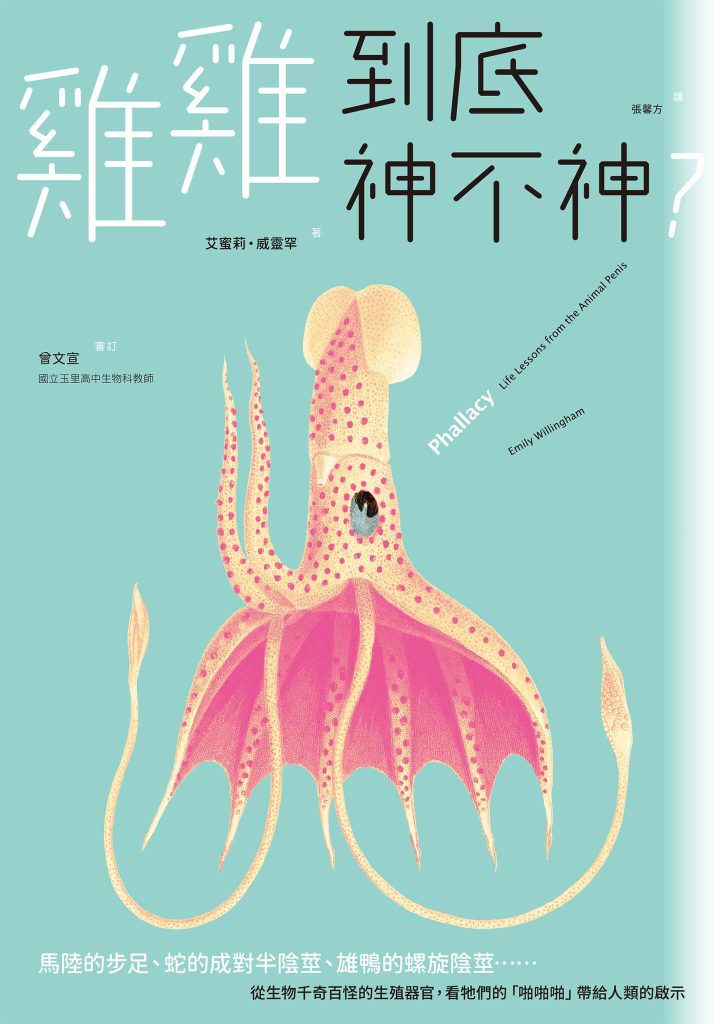 雞雞到底
神不神?
張馨方 譯
艾蜜莉・威靈罕 著
曾文宣 審訂
國立玉里高中生物科教師
Phallacy
Life Lessons from the Animal Penis
Emily Willingham
馬陸的步足、蛇的成對半陰莖、雄鴨的螺旋陰莖……
從生物千奇百怪的生殖器官,看牠們的「啪啪啪」帶給人類的啟示